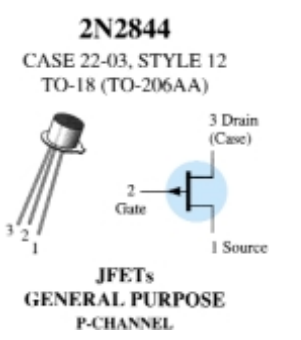 2N2844
CASE 22-03, STYLE 12
TO-18 (TO-206AA)
3 Drain
(Case)
2
Gate
3 2 1
1 Source
JFETs
GENERAL PURPOSE
P-CHANNEL